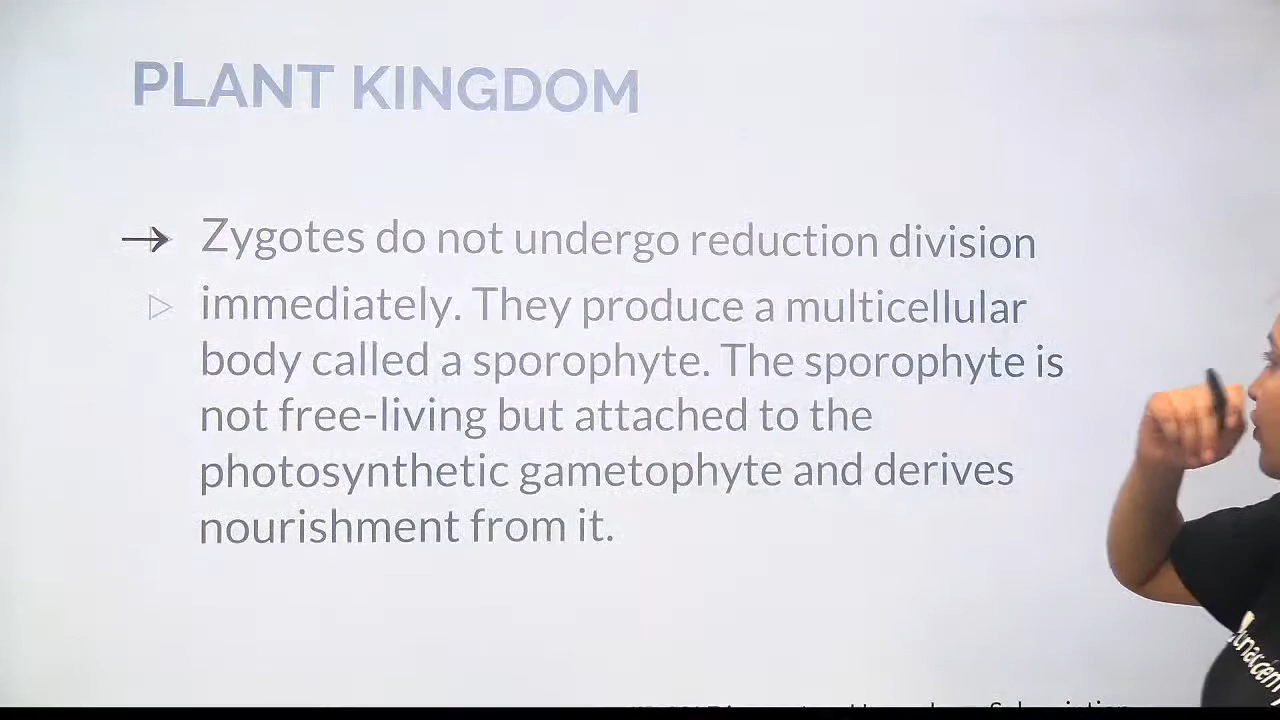 PLANT KINGDOM
→ Zygotes do not undergo reduction division
▷ immediately. They produce a multicellular
body called a sporophyte. The sporophyte is
not free-living but attached to the
photosynthetic gametophyte and derives
nourishment from it.